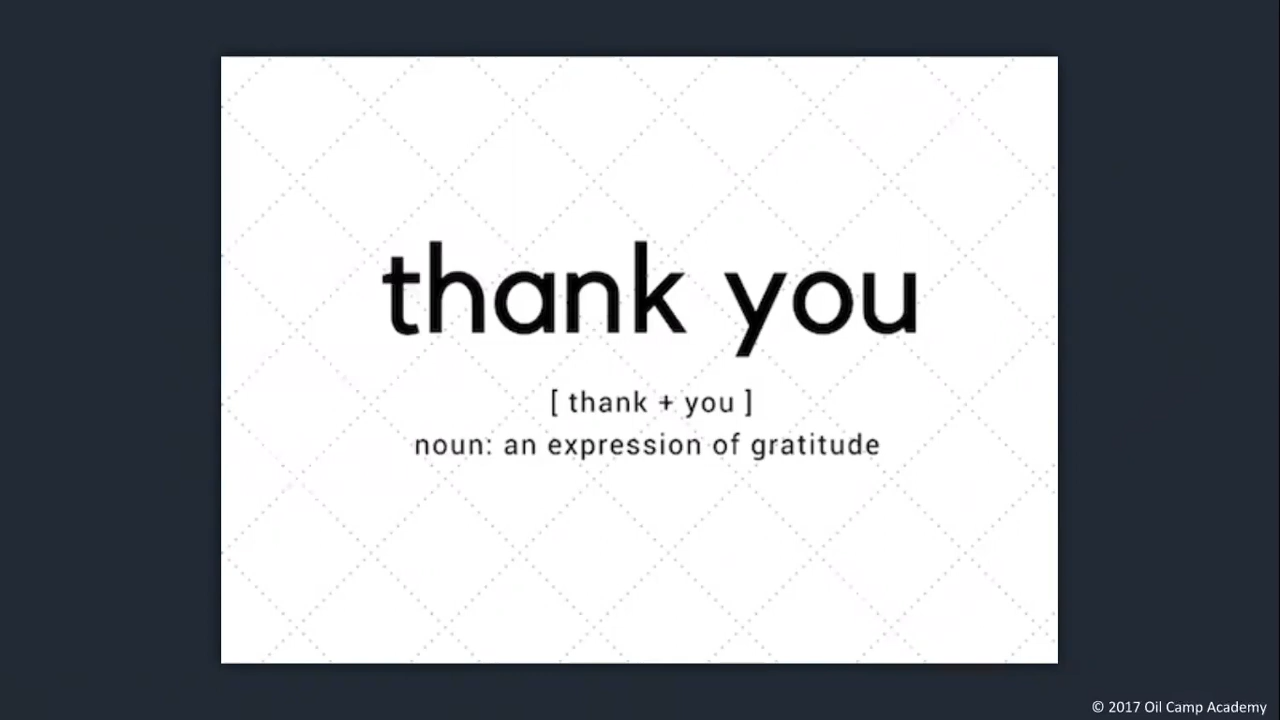 thank you
[ thank + you ]
noun: an expression of gratitude
© 2017 Oil Camp Academy